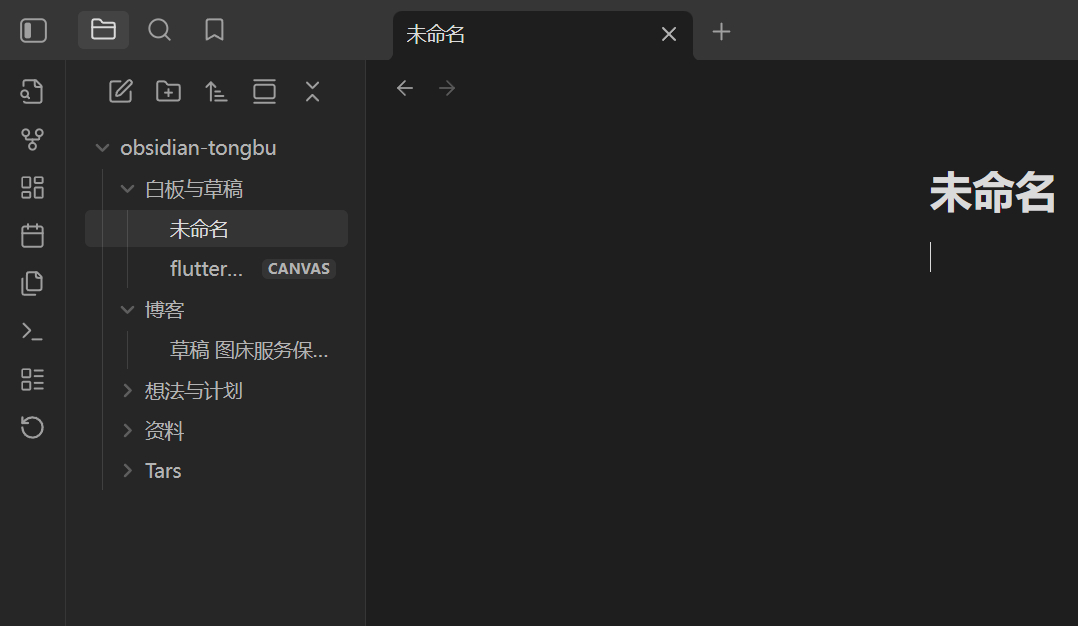 未命名
obsidian-tongbu
白板与草稿
未命名
flutter... CANVAS
博客
草稿 图床服务保...
想法与计划
资料
Tars
未命名